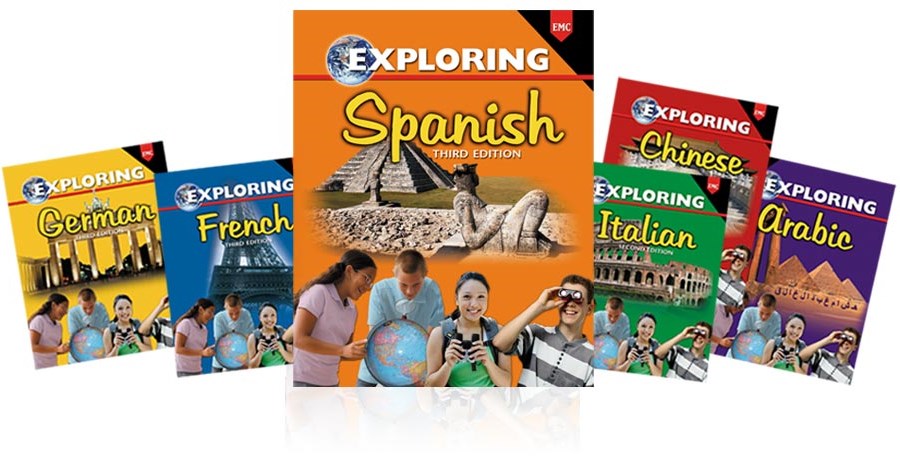 EMC
EXPLORING
German
THIRD EDITION
EXPLORING
French
THIRD EDITION
EMC
EXPLORING
Spanish
THIRD EDITION
EMC
EXPLORING
Italian
SECOND EDITION
EMC
EXPLORING
Chinese
EMC
EXPLORING
Arabic